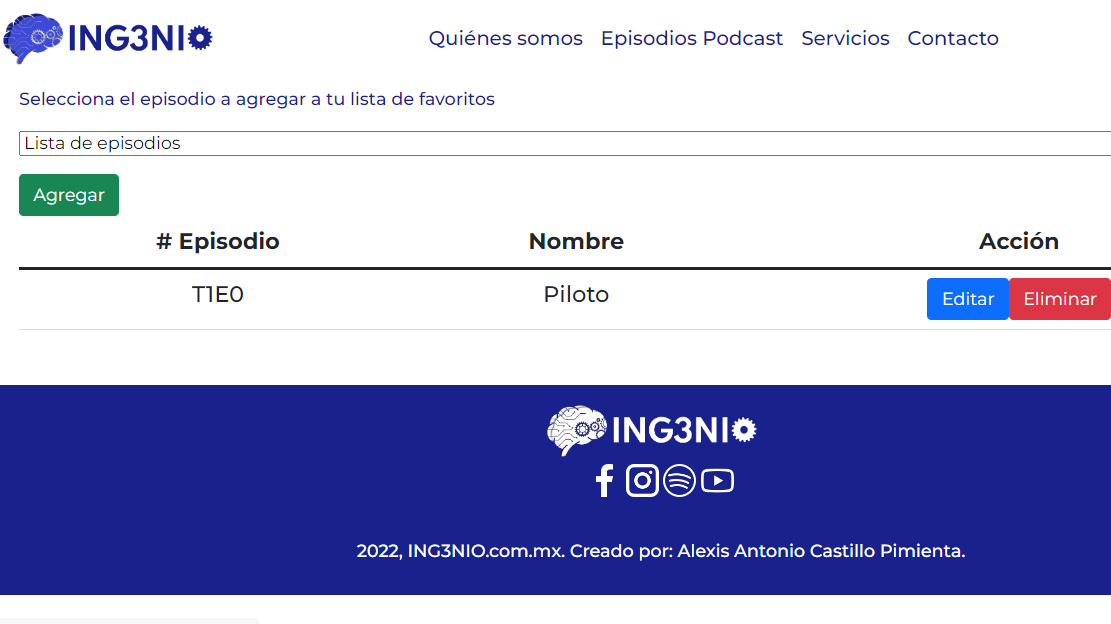 ING3NIO
Quiénes somos Episodios Podcast Servicios Contacto
Selecciona el episodio a agregar a tu lista de favoritos
Lista de episodios
Agregar
# Episodio Nombre Acción
T1E0 Piloto Editar Eliminar
ING3NIO
2022, ING3NIO.com.mx. Creado por: Alexis Antonio Castillo Pimienta.